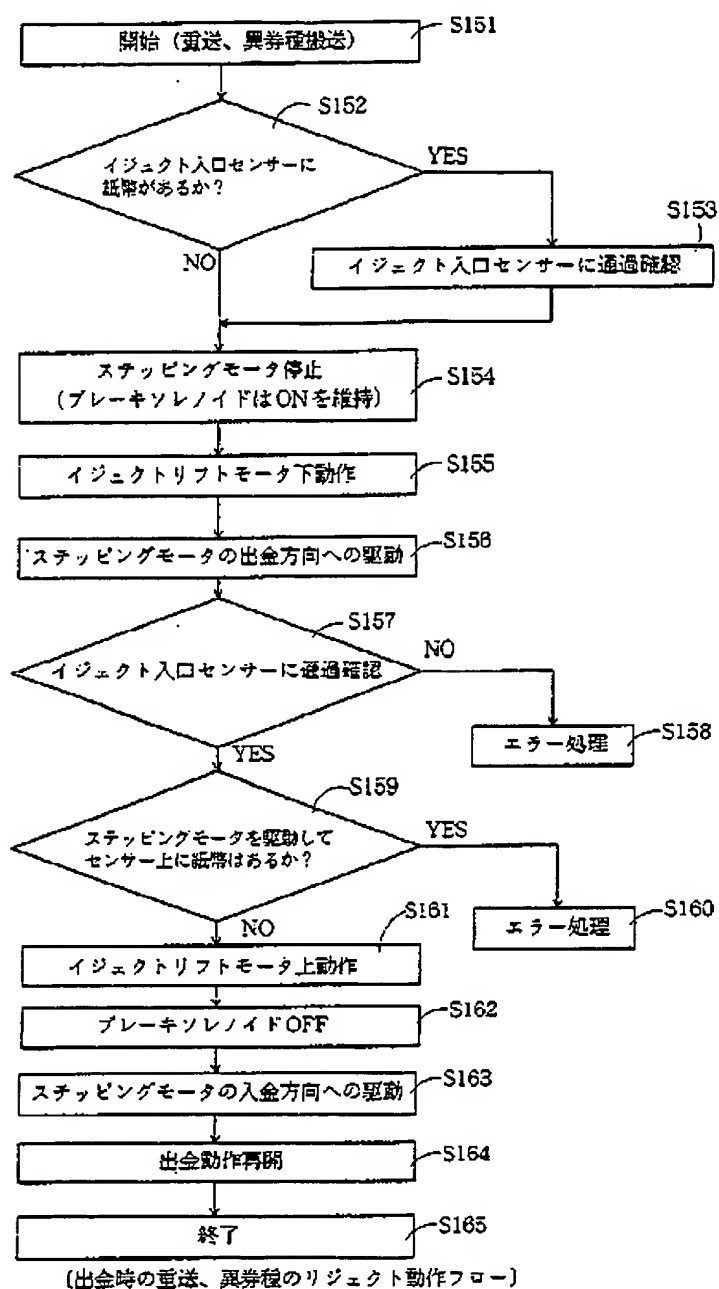 開始（重送、異券種搬送）
S151
S152
イジェクト入口センサーに
紙幣があるか？
YES
NO
S153
イジェクト入口センサーに通過確認
ステッピングモータ停止
（ブレーキソレノイドはONを維持）
S154
イジェクトリフトモータ下動作
S155
ステッピングモータの出金方向への駆動
S156
S157
イジェクト入口センサーに通過確認
NO
YES
エラー処理
S158
S159
ステッピングモータを駆動して
センサー上に紙幣はあるか？
YES
NO
エラー処理
S160
S161
イジェクトリフトモータ上動作
ブレーキソレノイドOFF
S162
ステッピングモータの入金方向への駆動
S163
出金動作再開
S164
終了
S165
〔出金時の重送、異券種のリジェクト動作フロー〕